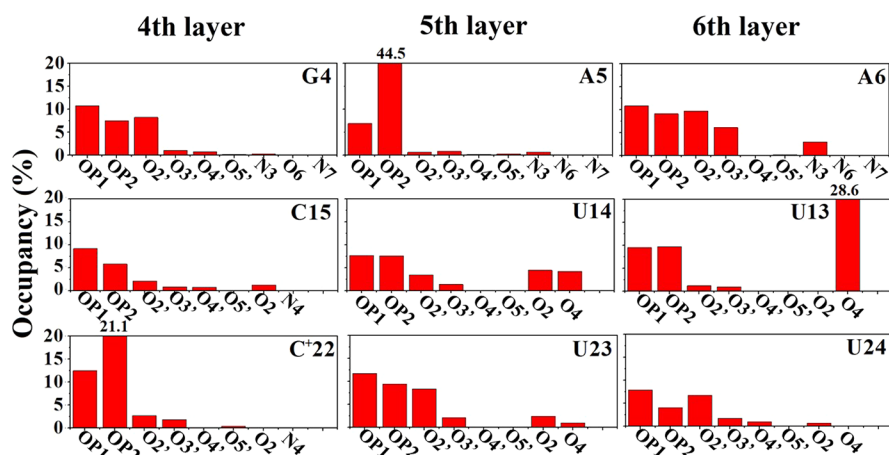 4th layer 5th layer 6th layer
Occupancy (%)
20
15
10
5
0
G4
OP1 OP2 O2' O3' O4' O5' N3 O6 N7
44.5
A5
OP1 OP2 O2' O3' O4' O5' N3 N6 N7
A6
OP1 OP2 O2' O3' O4' O5' N3 N6 N7
20
15
10
5
0
C15
OP1 OP2 O2' O3' O4' O5' O2 N4
U14
OP1 OP2 O2' O3' O4' O5' O2 O4
28.6
U13
OP1 OP2 O2' O3' O4' O5' O2 O4
20
15
10
5
0
21.1
C⁺22
OP1 OP2 O2' O3' O4' O5' O2 N4
U23
OP1 OP2 O2' O3' O4' O5' O2 O4
U24
OP1 OP2 O2' O3' O4' O5' O2 O4